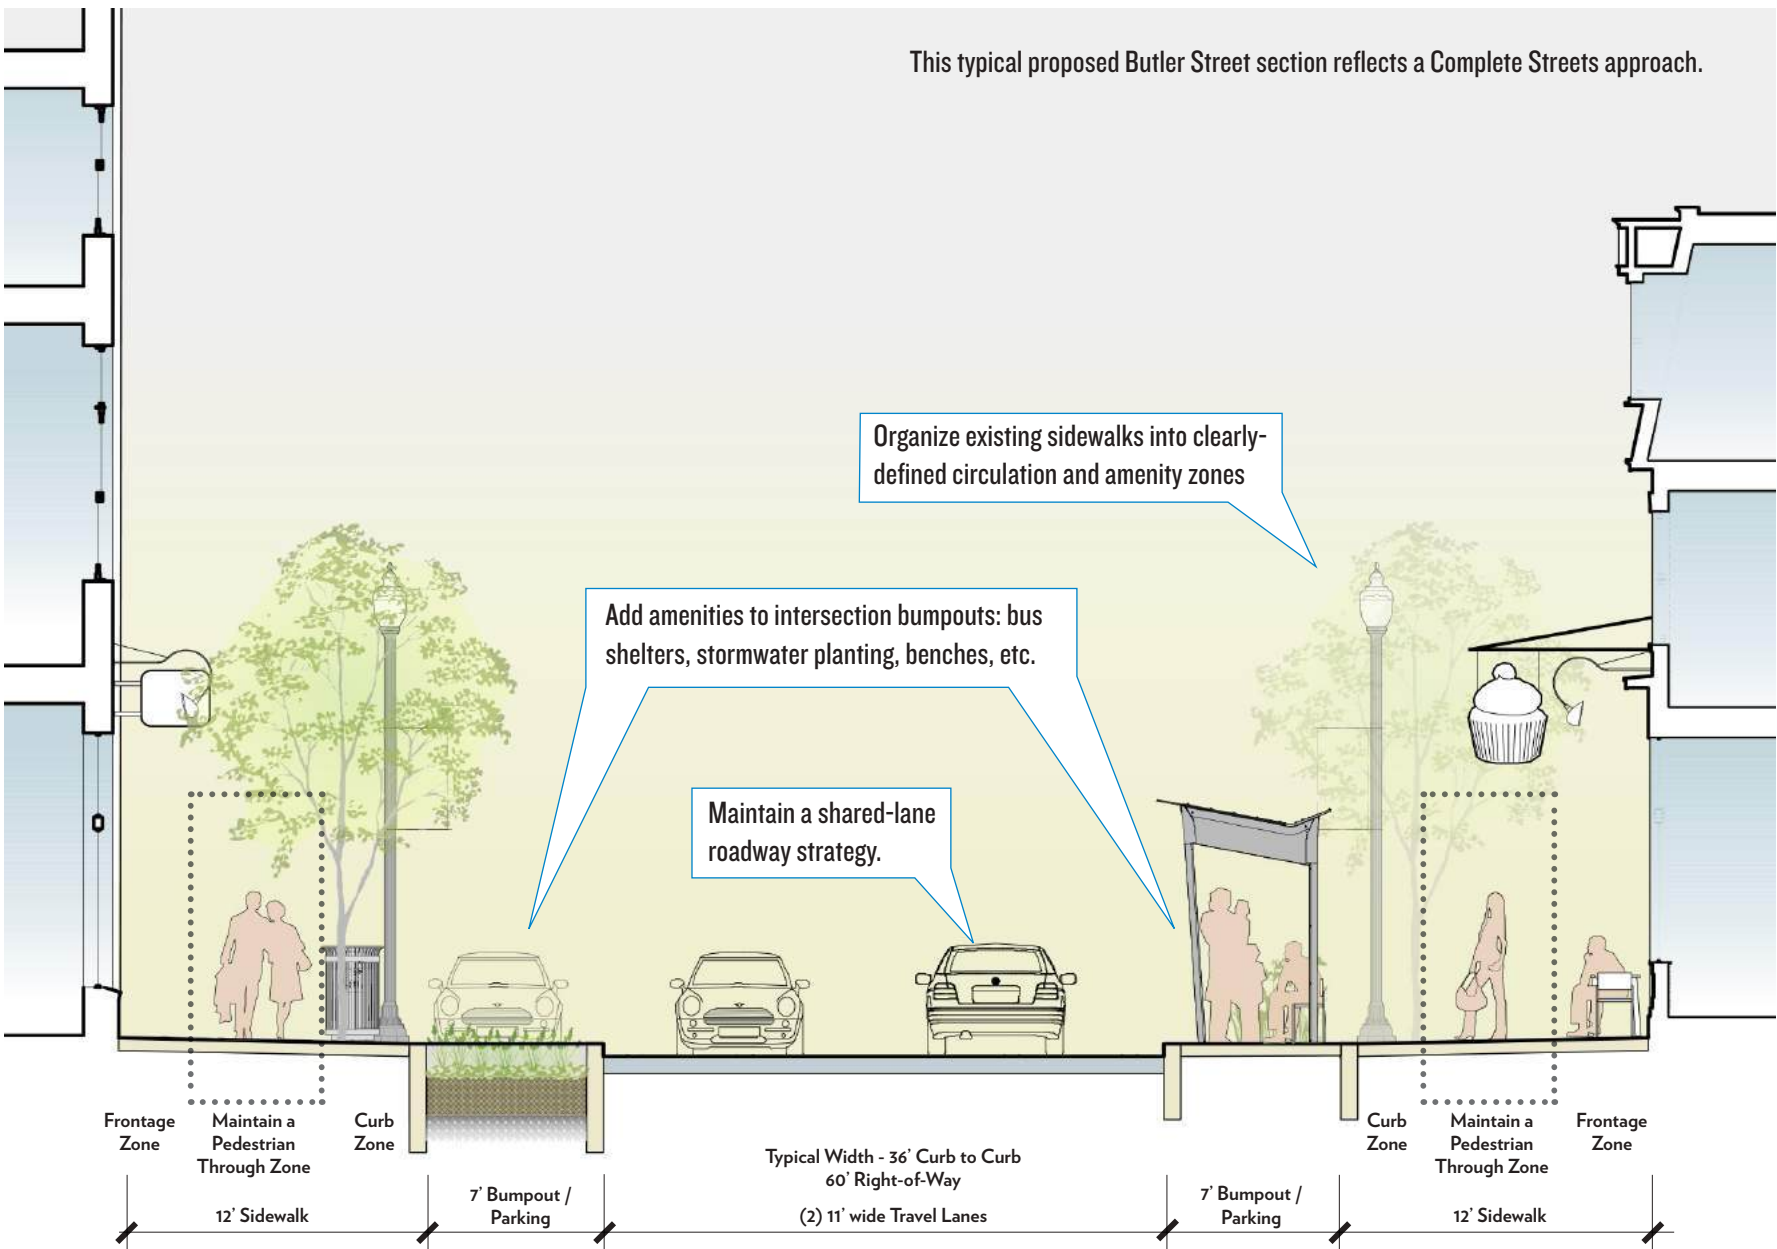 This typical proposed Butler Street section reflects a Complete Streets approach.
Organize existing sidewalks into clearly-
defined circulation and amenity zones
Add amenities to intersection bumpouts: bus
shelters, stormwater planting, benches, etc.
Maintain a shared-lane
roadway strategy.
Frontage
Zone
Maintain a
Pedestrian
Through Zone
Curb
Zone
Curb
Zone
Maintain a
Pedestrian
Through Zone
Frontage
Zone
Typical Width - 36' Curb to Curb
60' Right-of-Way
12' Sidewalk
7' Bumpout /
Parking
(2) 11' wide Travel Lanes
7' Bumpout /
Parking
12' Sidewalk